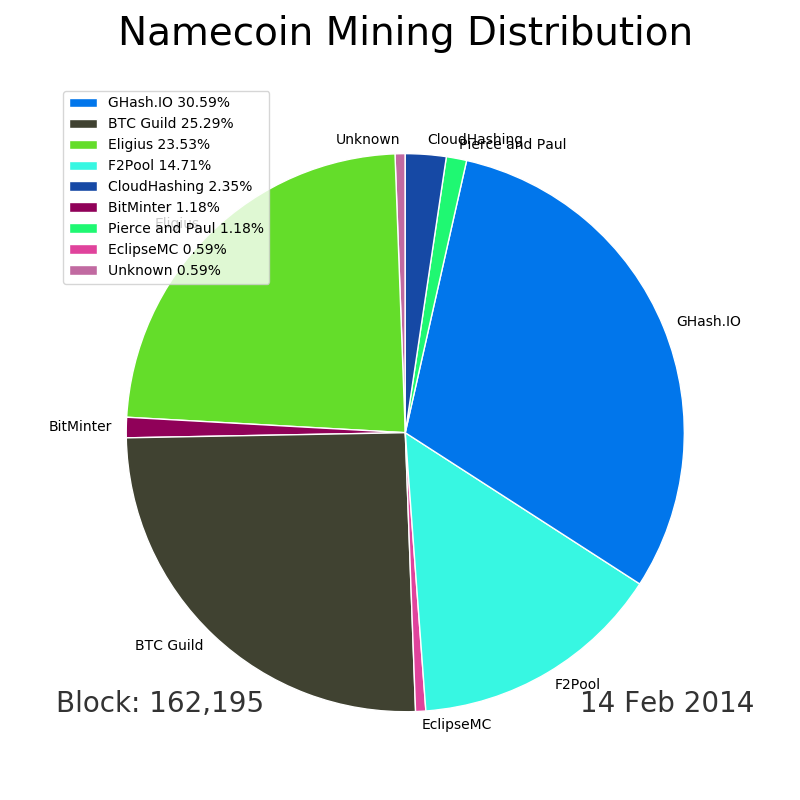 Namecoin Mining Distribution
GHash.IO 30.59%
BTC Guild 25.29%
Eligius 23.53%
F2Pool 14.71%
CloudHashing 2.35%
BitMinter 1.18%
Pierce and Paul 1.18%
EclipseMC 0.59%
Unknown 0.59%
Unknown
CloudHashing
Pierce and Paul
Eligius
GHash.IO
BitMinter
BTC Guild
F2Pool
EclipseMC
Block: 162,195
14 Feb 2014